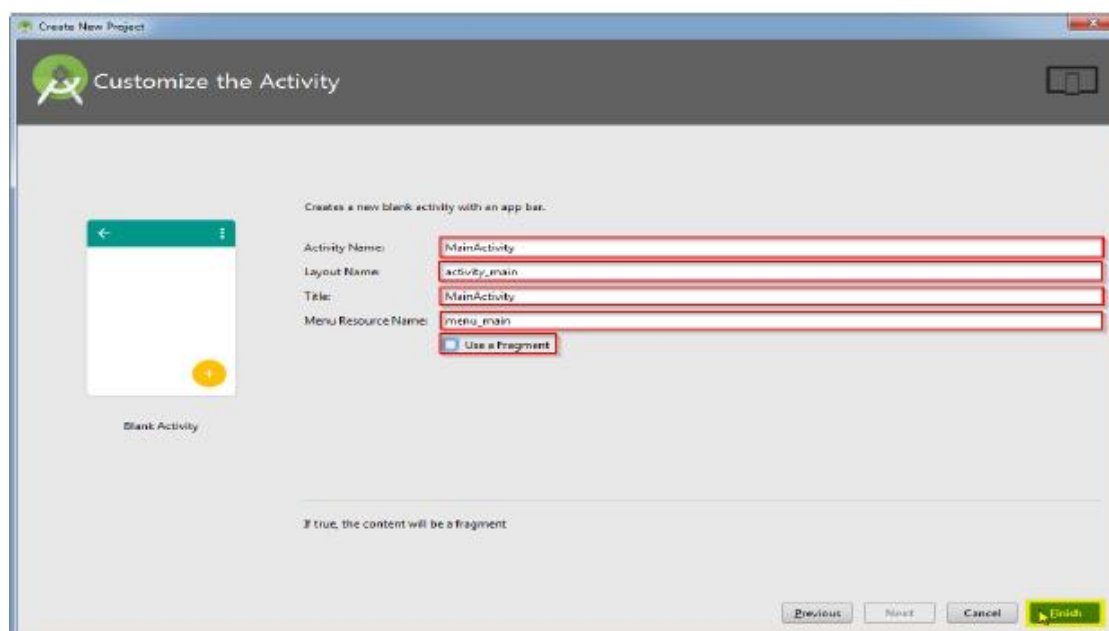 Create New Project
Customize the Activity
Creates a new blank activity with an app bar.
Activity Name: MainActivity
Layout Name: activity_main
Title: MainActivity
Menu Resource Name: menu_main
Use a Fragment
Blank Activity
If true, the content will be a fragment
Previous Next Cancel Finish